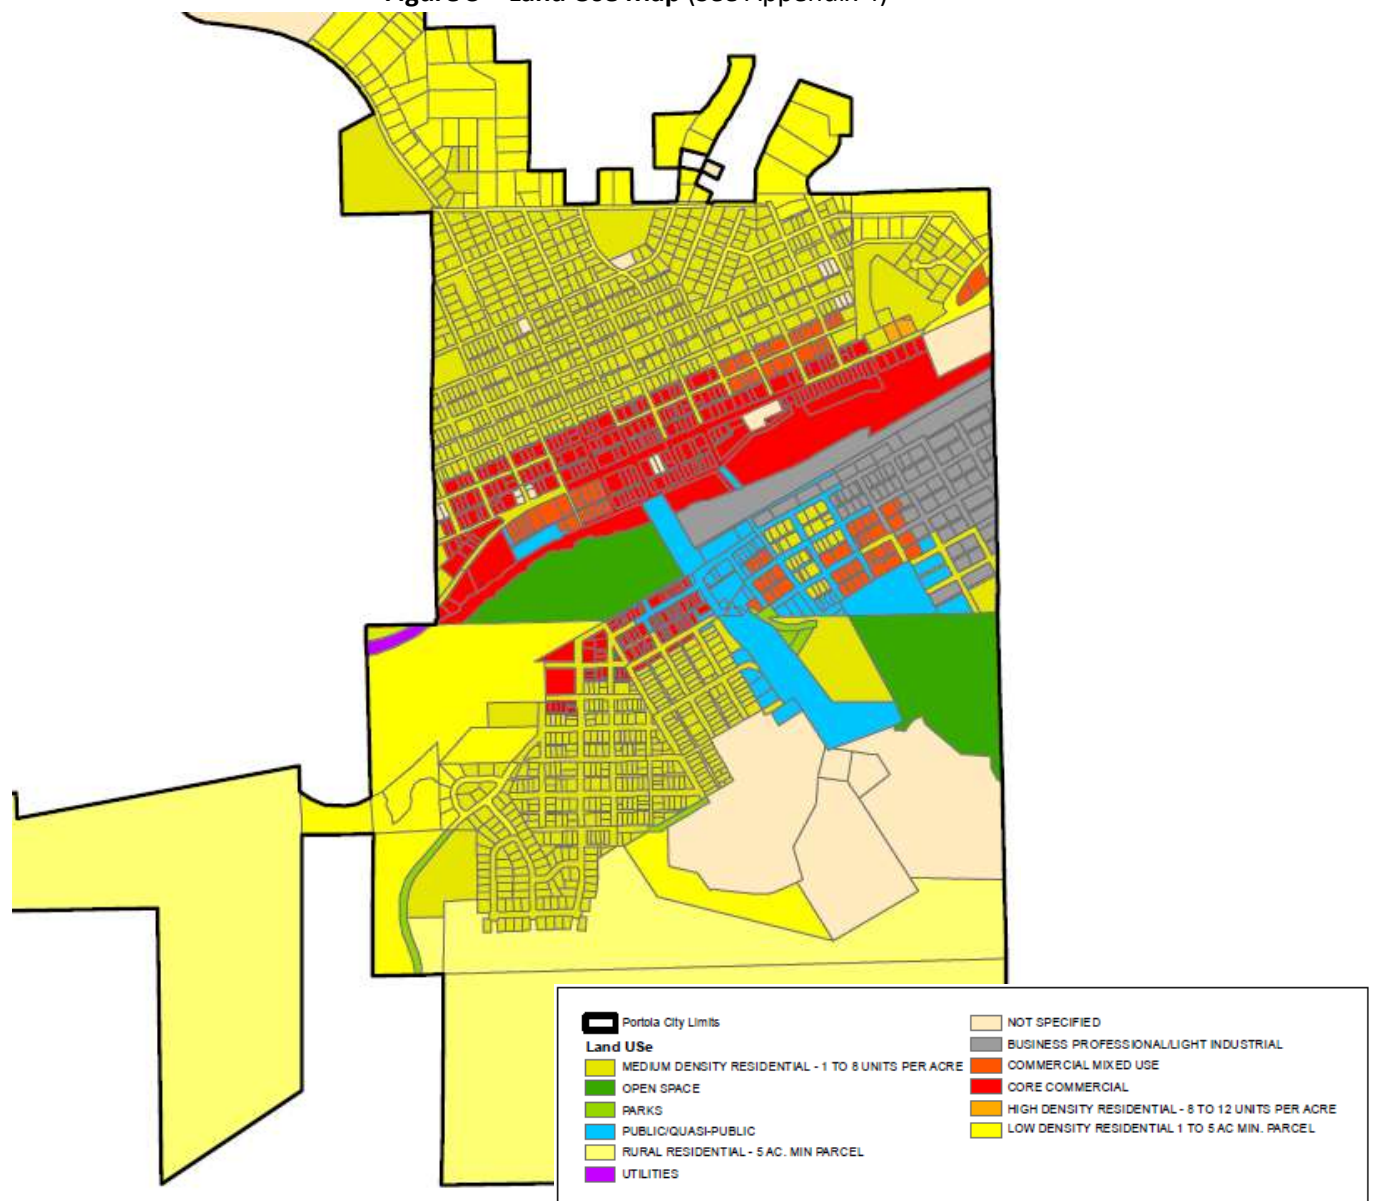 Land Use Map (See Appendix 4)
Portola City Limits
Land USe
MEDIUM DENSITY RESIDENTIAL - 1 TO 8 UNITS PER ACRE
OPEN SPACE
PARKS
PUBLIC/QUASI-PUBLIC
RURAL RESIDENTIAL - 5 AC. MIN PARCEL
UTILITIES
NOT SPECIFIED
BUSINESS PROFESSIONAL/LIGHT INDUSTRIAL
COMMERCIAL MIXED USE
CORE COMMERCIAL
HIGH DENSITY RESIDENTIAL - 8 TO 12 UNITS PER ACRE
LOW DENSITY RESIDENTIAL 1 TO 5 AC MIN. PARCEL